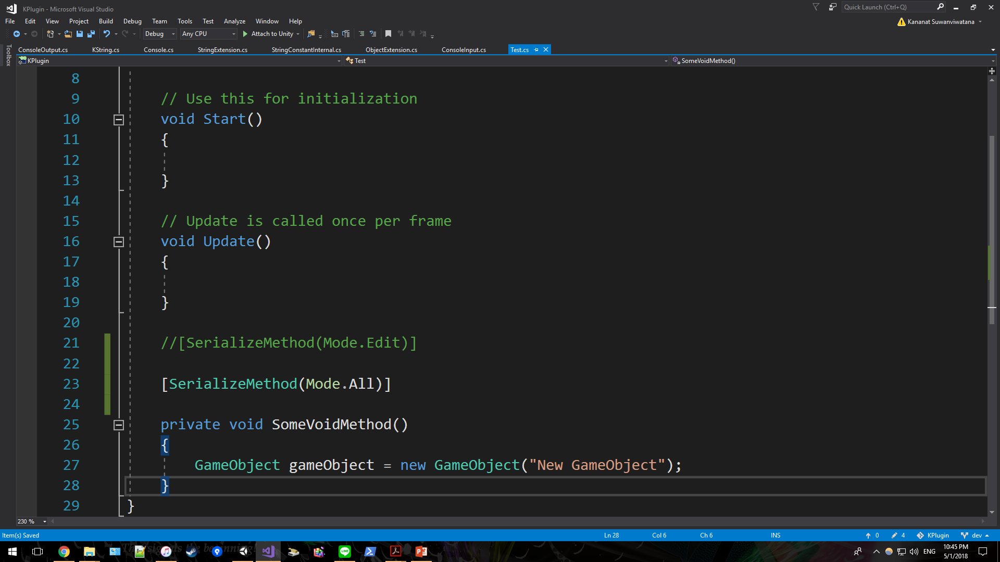 KPlugin - Microsoft Visual Studio
Quick Launch (Ctrl+Q)
File Edit View Project Build Debug Team Tools Test Analyze Window Help
Kananat Suwanviwatana
Debug Any CPU Attach to Unity
Toolbox
ConsoleOutput.cs KString.cs Console.cs StringExtension.cs StringConstantInternal.cs ObjectExtension.cs ConsoleInput.cs Test.cs
KPlugin Test SomeVoidMethod()
8
9 // Use this for initialization
10 void Start()
11 {
12
13 }
14
15 // Update is called once per frame
16 void Update()
17 {
18
19 }
20
21 //[SerializeMethod(Mode.Edit)]
22
23 [SerializeMethod(Mode.All)]
24
25 private void SomeVoidMethod()
26 {
27 GameObject gameObject = new GameObject("New GameObject");
28 }
29 }
230 %
Item(s) Saved Ln 28 Col 6 Ch 6 INS 0 4 KPlugin dev
ENG 10:45 PM
5/1/2018